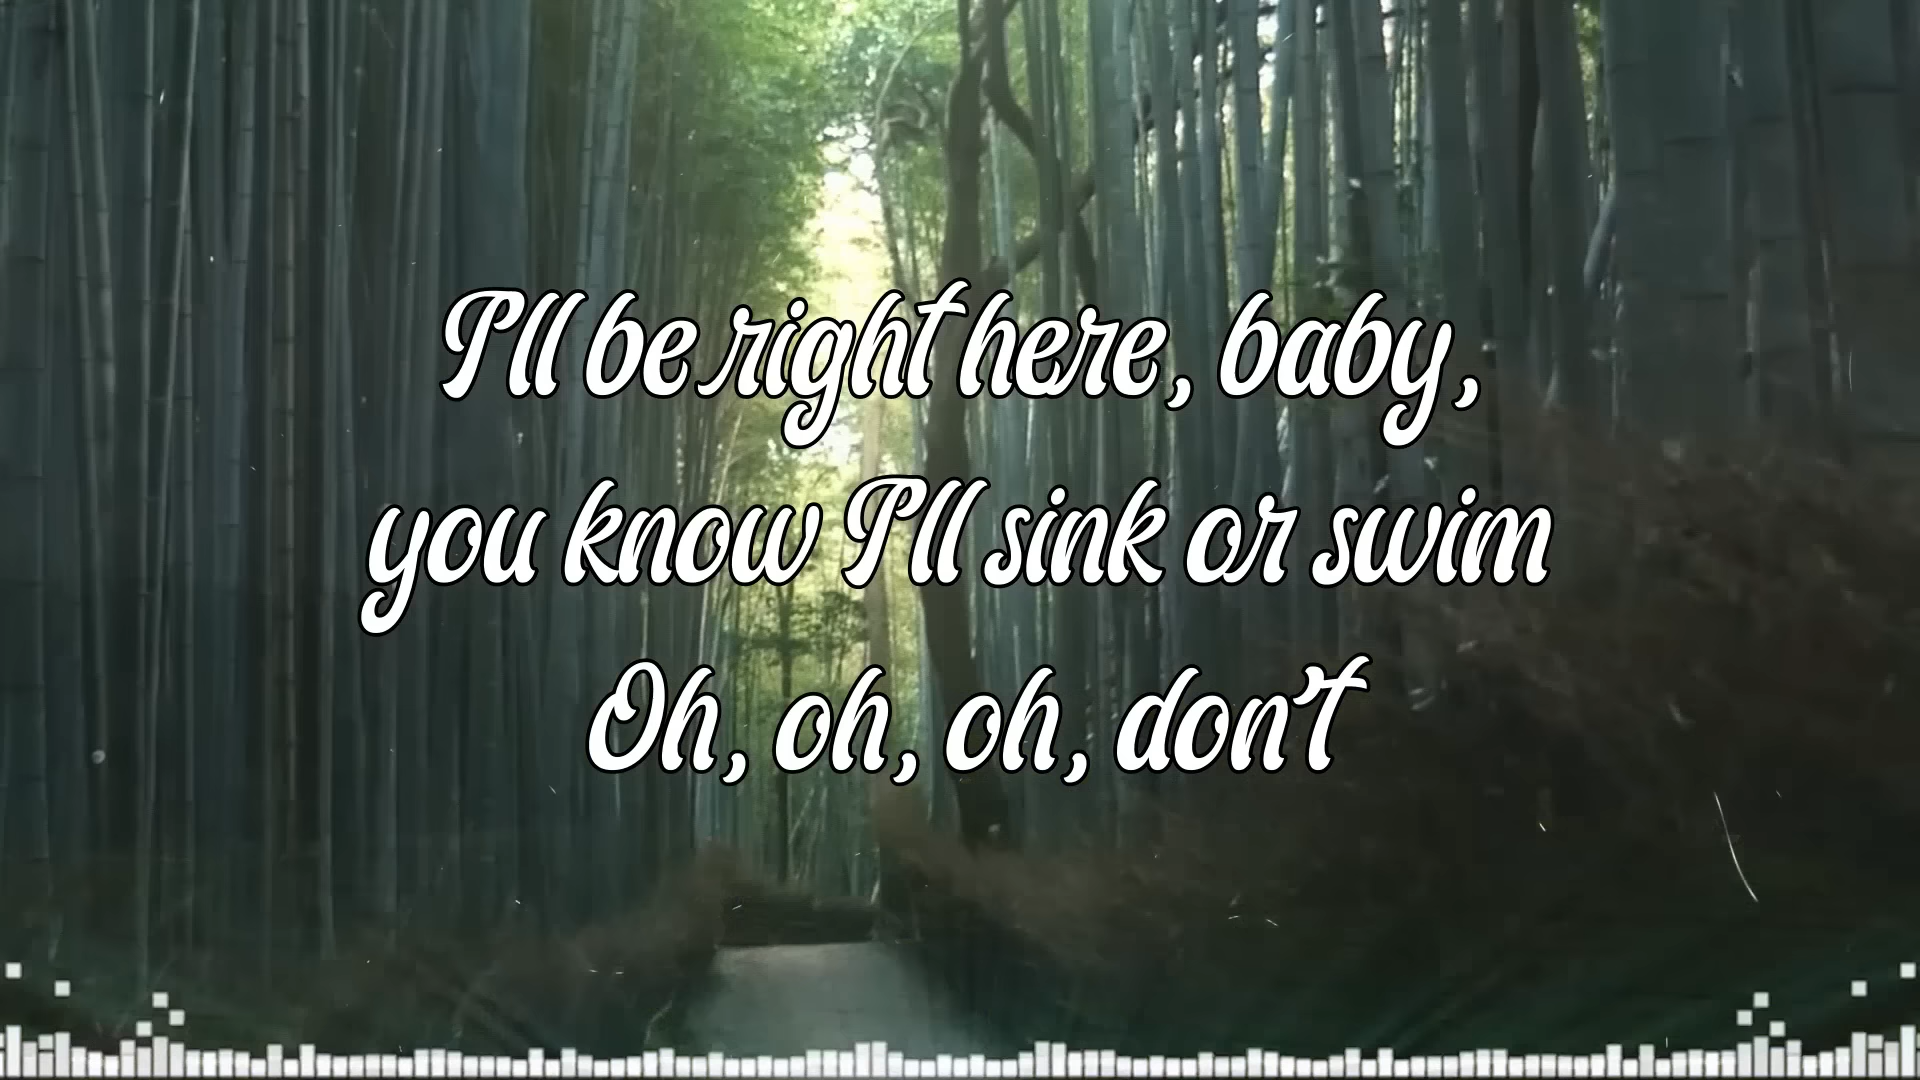 I'll be right here, baby,
you know I'll sink or swim
Oh, oh, oh, don't